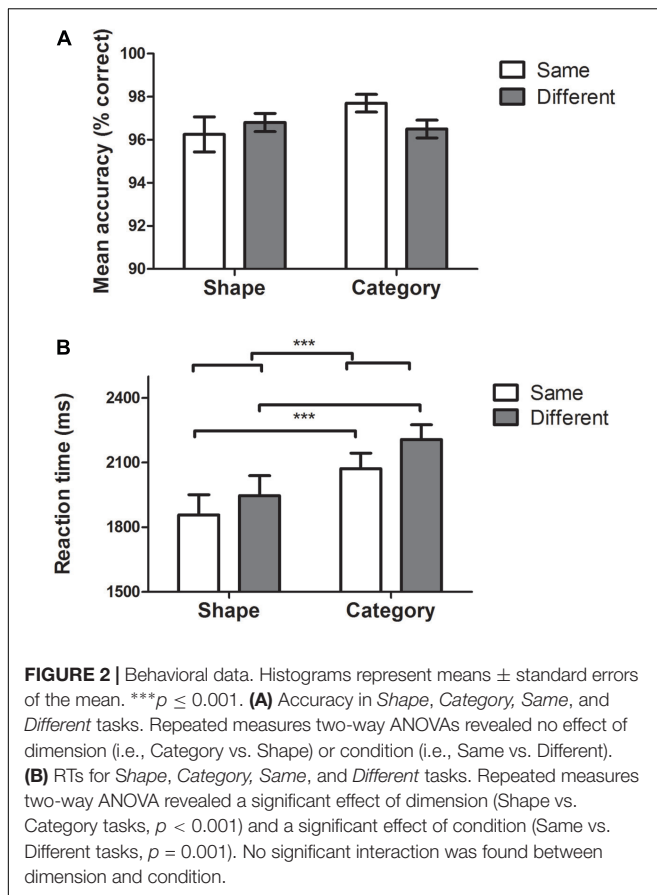 A
Mean accuracy (% correct)
100
98
96
94
92
90
Shape
Category
Same
Different
B
***
***
Reaction time (ms)
2400
2100
1800
1500
Shape
Category
Same
Different
FIGURE 2 | Behavioral data. Histograms represent means ± standard errors
of the mean. ***p ≤ 0.001. (A) Accuracy in Shape, Category, Same, and
Different tasks. Repeated measures two-way ANOVAs revealed no effect of
dimension (i.e., Category vs. Shape) or condition (i.e., Same vs. Different).
(B) RTs for Shape, Category, Same, and Different tasks. Repeated measures
two-way ANOVA revealed a significant effect of dimension (Shape vs.
Category tasks, p < 0.001) and a significant effect of condition (Same vs.
Different tasks, p = 0.001). No significant interaction was found between
dimension and condition.